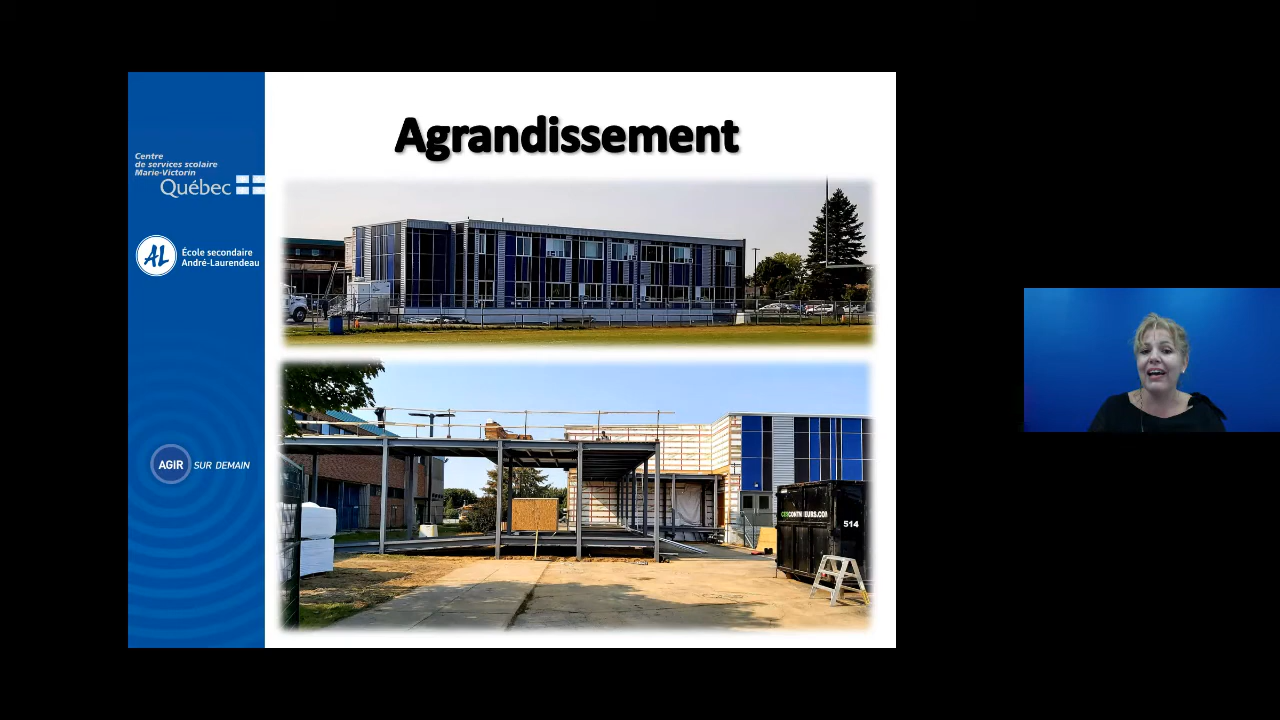 Agrandissement
Centre
de services scolaire
Marie-Victorin
Québec
AL
École secondaire
André-Laurendeau
AGIR SUR DEMAIN
514